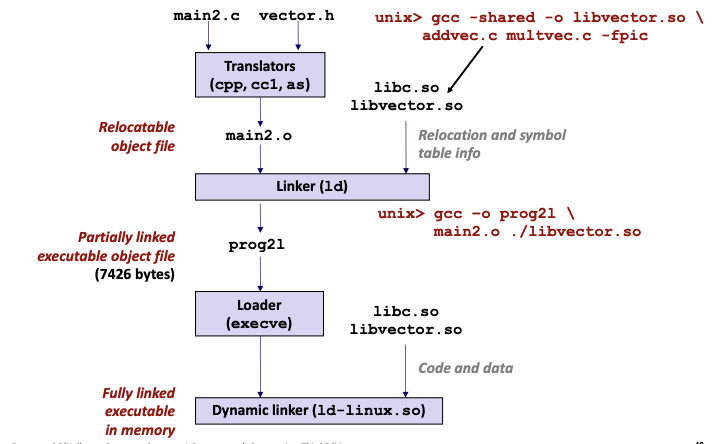 main2.c vector.h
unix> gcc -shared -o libvector.so \
addvec.c multvec.c -fpic
Translators
(cpp, cc1, as)
libc.so
libvector.so
Relocatable
object file
main2.o
Relocation and symbol
table info
Linker (ld)
unix> gcc -o prog2l \
main2.o ./libvector.so
Partially linked
executable object file
(7426 bytes)
prog2l
Loader
(execve)
libc.so
libvector.so
Code and data
Fully linked
executable
in memory
Dynamic linker (ld-linux.so)